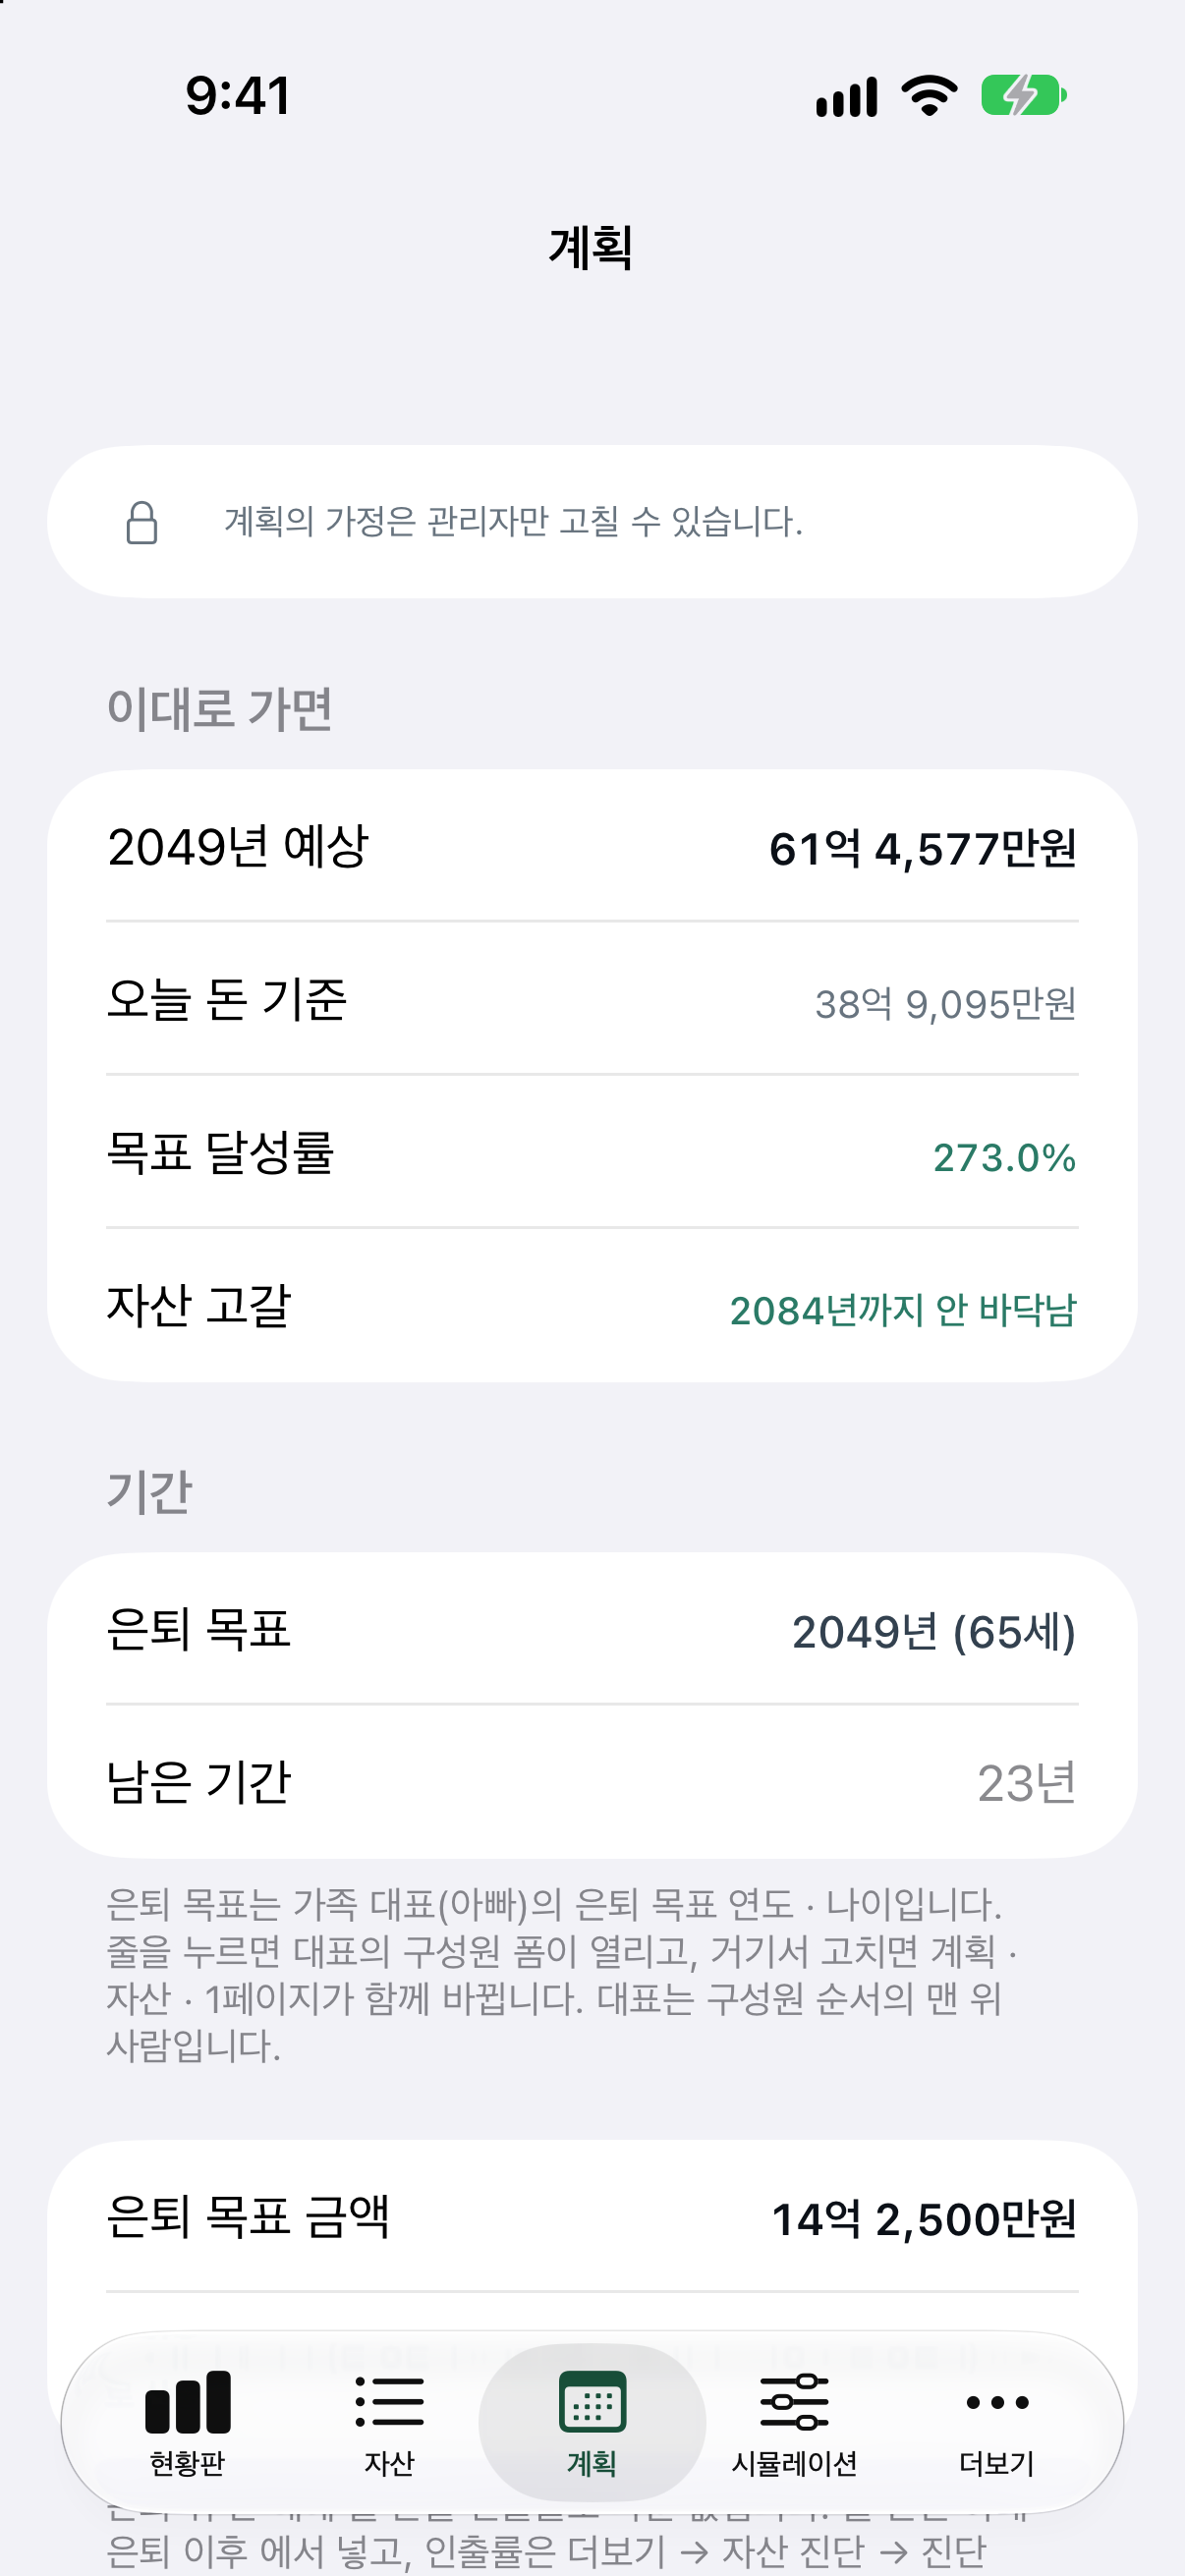 9:41
계획
계획의 가정은 관리자만 고칠 수 있습니다.
이대로 가면
2049년 예상 61억 4,577만원
오늘 돈 기준 38억 9,095만원
목표 달성률 273.0%
자산 고갈 2084년까지 안 바닥남
기간
은퇴 목표 2049년 (65세)
남은 기간 23년
은퇴 목표는 가족 대표(아빠)의 은퇴 목표 연도 · 나이입니다.
줄을 누르면 대표의 구성원 폼이 열리고, 거기서 고치면 계획 ·
자산 · 1페이지가 함께 바뀝니다. 대표는 구성원 순서의 맨 위
사람입니다.
은퇴 목표 금액 14억 2,500만원
현황판 자산 계획 시뮬레이션 더보기
은퇴 이후 에서 넣고, 인출률은 더보기 → 자산 진단 → 진단